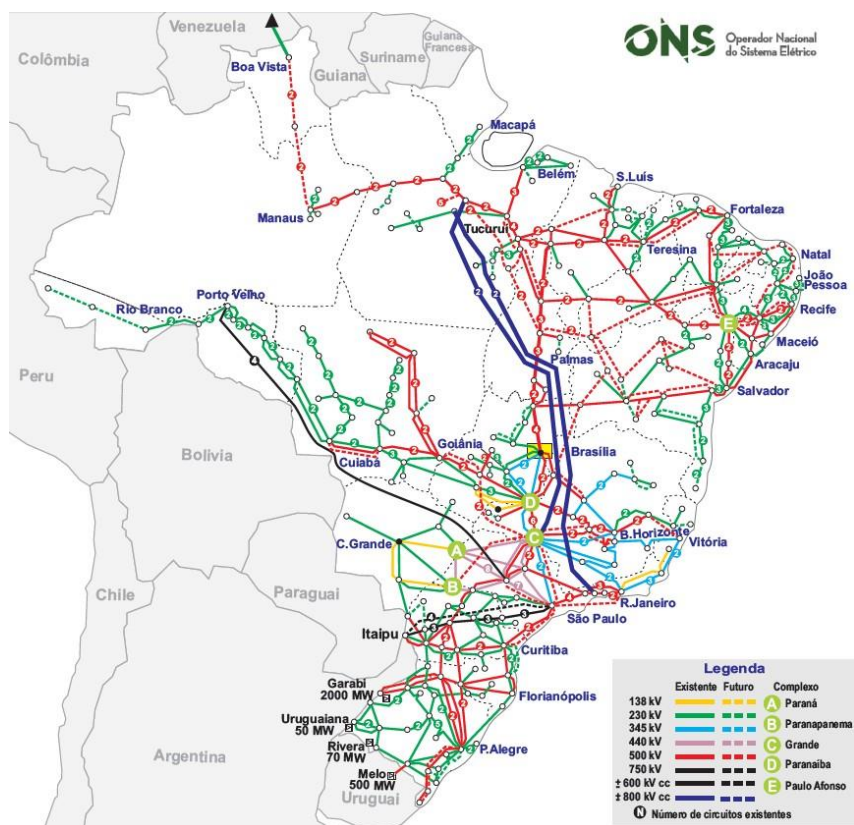 ONS
Operador Nacional
do Sistema Elétrico
Venezuela
Guiana
Francesa
Suriname
Guiana
Colômbia
Boa Vista
Macapá
Belém
S.Luís
Manaus
Fortaleza
Tucuruí
Teresina
Natal
João
Pessoa
Porto Velho
Rio Branco
Recife
E
Maceió
Palmas
Aracaju
Peru
Salvador
Goiânia
Brasília
Bolívia
Cuiabá
D
C
B.Horizonte
Vitória
C.Grande
A
B
Paraguai
R.Janeiro
Chile
São Paulo
Itaipu
Curitiba
Garabi
2000 MW
Florianópolis
Uruguaiana
50 MW
Rivera
70 MW
P.Alegre
Melo
500 MW
Argentina
Uruguai
Legenda
Existente Futuro Complexo
138 kV A Paraná
230 kV B Paranapanema
345 kV
440 kV C Grande
500 kV D Paranaiba
750 kV
± 600 kV cc E Paulo Afonso
± 800 kV cc
N Número de circuitos existentes